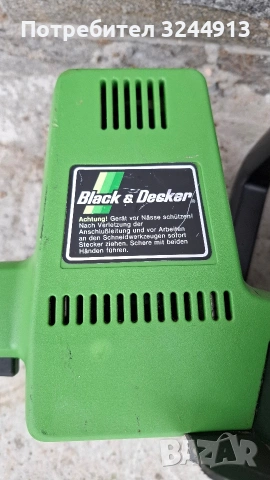 Потребител 3244913
Black & Decker®
Achtung! Gerät vor Nässe schützen!
Nach Verletzung der
Anschlußleitung und vor Arbeiten
an den Schneidwerkzeugen sofort
Stecker ziehen. Schere mit beiden
Händen führen.
BAZAR